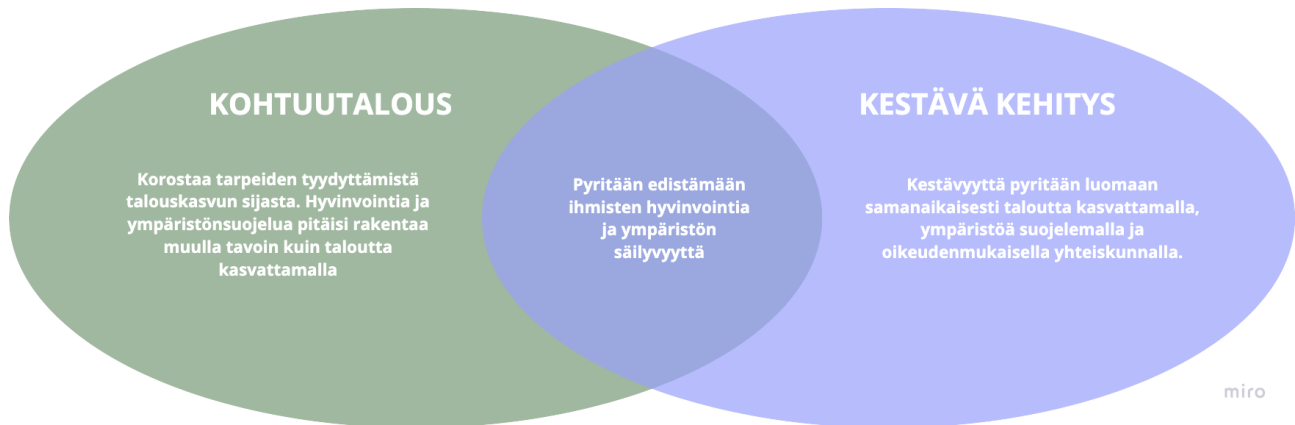 KOHTUUTALOUS
Korostaa tarpeiden tyydyttämistä
talouskasvun sijasta. Hyvinvointia ja
ympäristönsuojelua pitäisi rakentaa
muulla tavoin kuin taloutta
kasvattamalla
Pyritään edistämään
ihmisten hyvinvointia
ja ympäristön
säilyvyyttä
KESTÄVÄ KEHITYS
Kestävyyttä pyritään luomaan
samanaikaisesti taloutta kasvattamalla,
ympäristöä suojelemalla ja
oikeudenmukaisella yhteiskunnalla.
miro